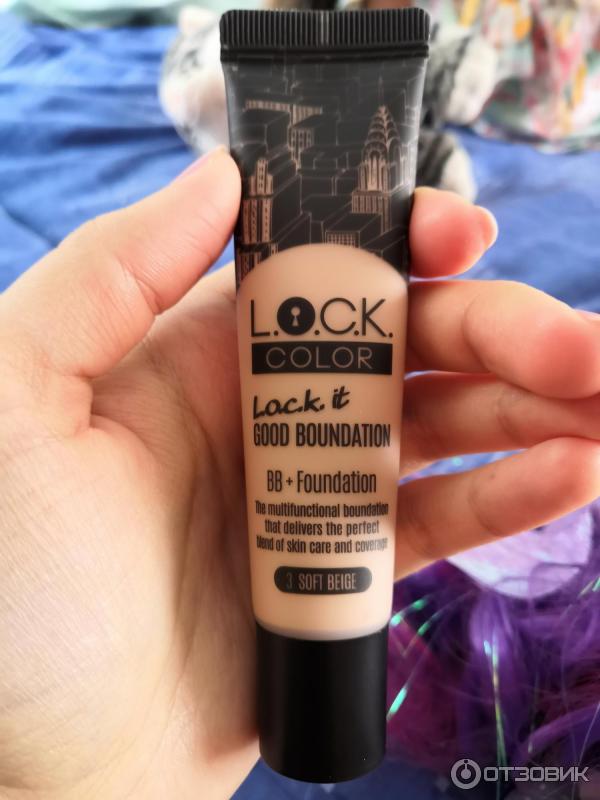 L.O.C.K.
COLOR
L.o.c.k. it
GOOD BOUNDATION
BB + Foundation
The multifunctional boundation
that delivers the perfect
blend of skin care and coverage
3 SOFT BEIGE
ОТЗОВИК